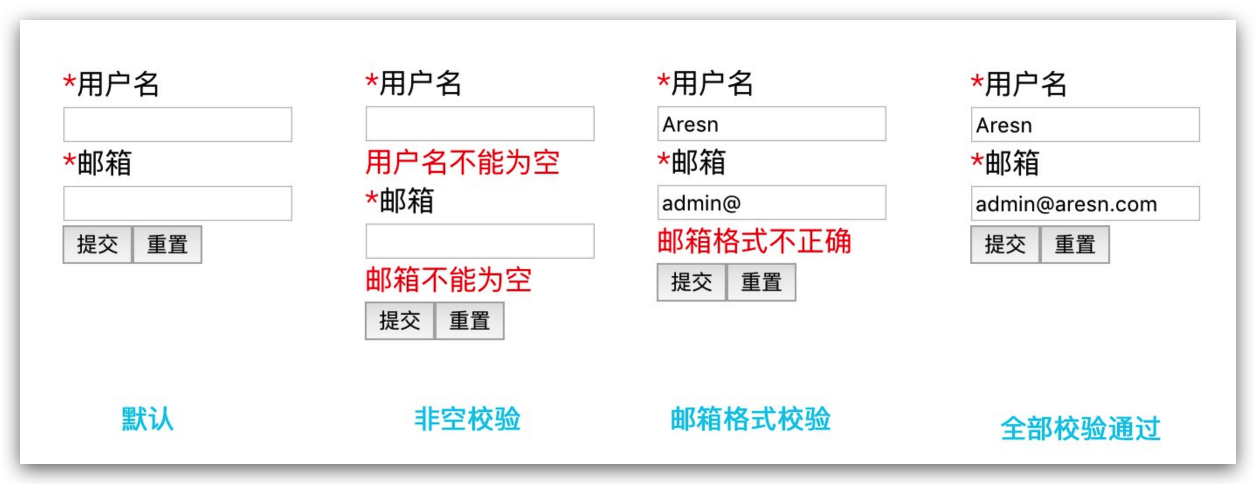 *用户名
*邮箱
提交 重置
默认
*用户名
用户名不能为空
*邮箱
邮箱不能为空
提交 重置
非空校验
*用户名
Aresn
*邮箱
admin@
邮箱格式不正确
提交 重置
邮箱格式校验
*用户名
Aresn
*邮箱
admin@aresn.com
提交 重置
全部校验通过